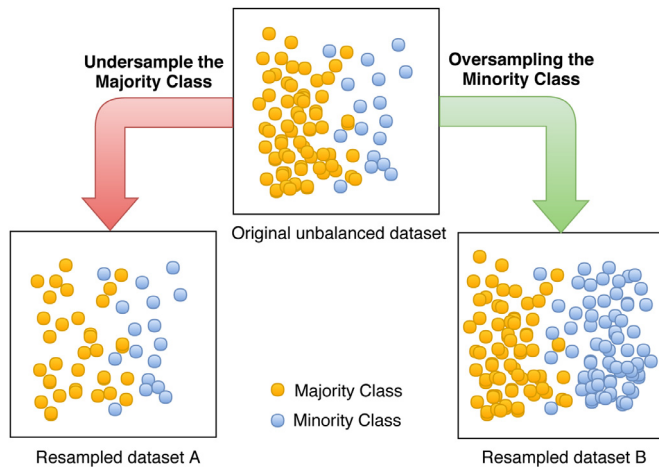 Undersample the
Majority Class
Oversampling the
Minority Class
Original unbalanced dataset
Majority Class
Minority Class
Resampled dataset A
Resampled dataset B